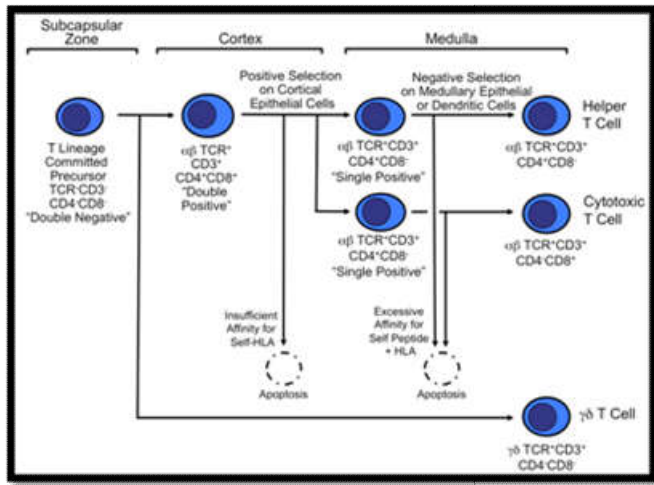 Subcapsular
Zone
Cortex
Medulla
Positive Selection
on Cortical
Epithelial Cells
Negative Selection
on Medullary Epithelial
or Dendritic Cells
Helper
T Cell
T Lineage
Committed
Precursor
TCR⁻CD3⁻
CD4⁻CD8⁻
"Double Negative"
αβ TCR⁺
CD3⁺
CD4⁺CD8⁺
"Double
Positive"
αβ TCR⁺CD3⁺
CD4⁺CD8⁻
"Single Positive"
αβ TCR⁺CD3⁺
CD4⁺CD8⁻
Cytotoxic
T Cell
αβ TCR⁺CD3⁺
CD4⁺CD8⁻
"Single Positive"
αβ TCR⁺CD3⁺
CD4⁻CD8⁺
Insufficient
Affinity for
Self-HLA
Apoptosis
Excessive
Affinity for
Self Peptide
+ HLA
Apoptosis
γδ T Cell
γδ TCR⁺CD3⁺
CD4⁻CD8⁻